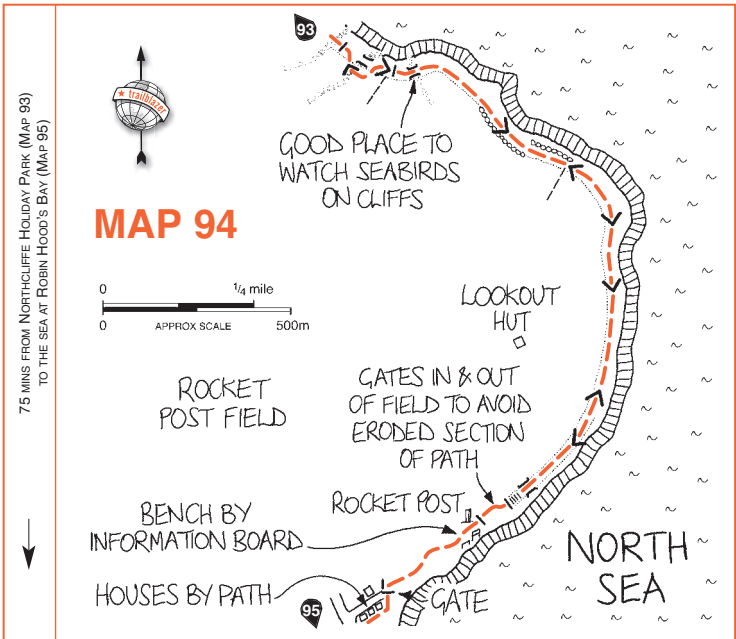 75 MINS FROM NORTHCLIFFE HOLIDAY PARK (MAP 93)
TO THE SEA AT ROBIN HOOD'S BAY (MAP 95)
93
★ trailblazer
GOOD PLACE TO
WATCH SEABIRDS
ON CLIFFS
MAP 94
0 ¼ mile
0 APPROX SCALE 500m
LOOKOUT
HUT
ROCKET
POST FIELD
GATES IN & OUT
OF FIELD TO AVOID
ERODED SECTION
OF PATH
ROCKET POST
BENCH BY
INFORMATION BOARD
NORTH
SEA
HOUSES BY PATH
GATE
95